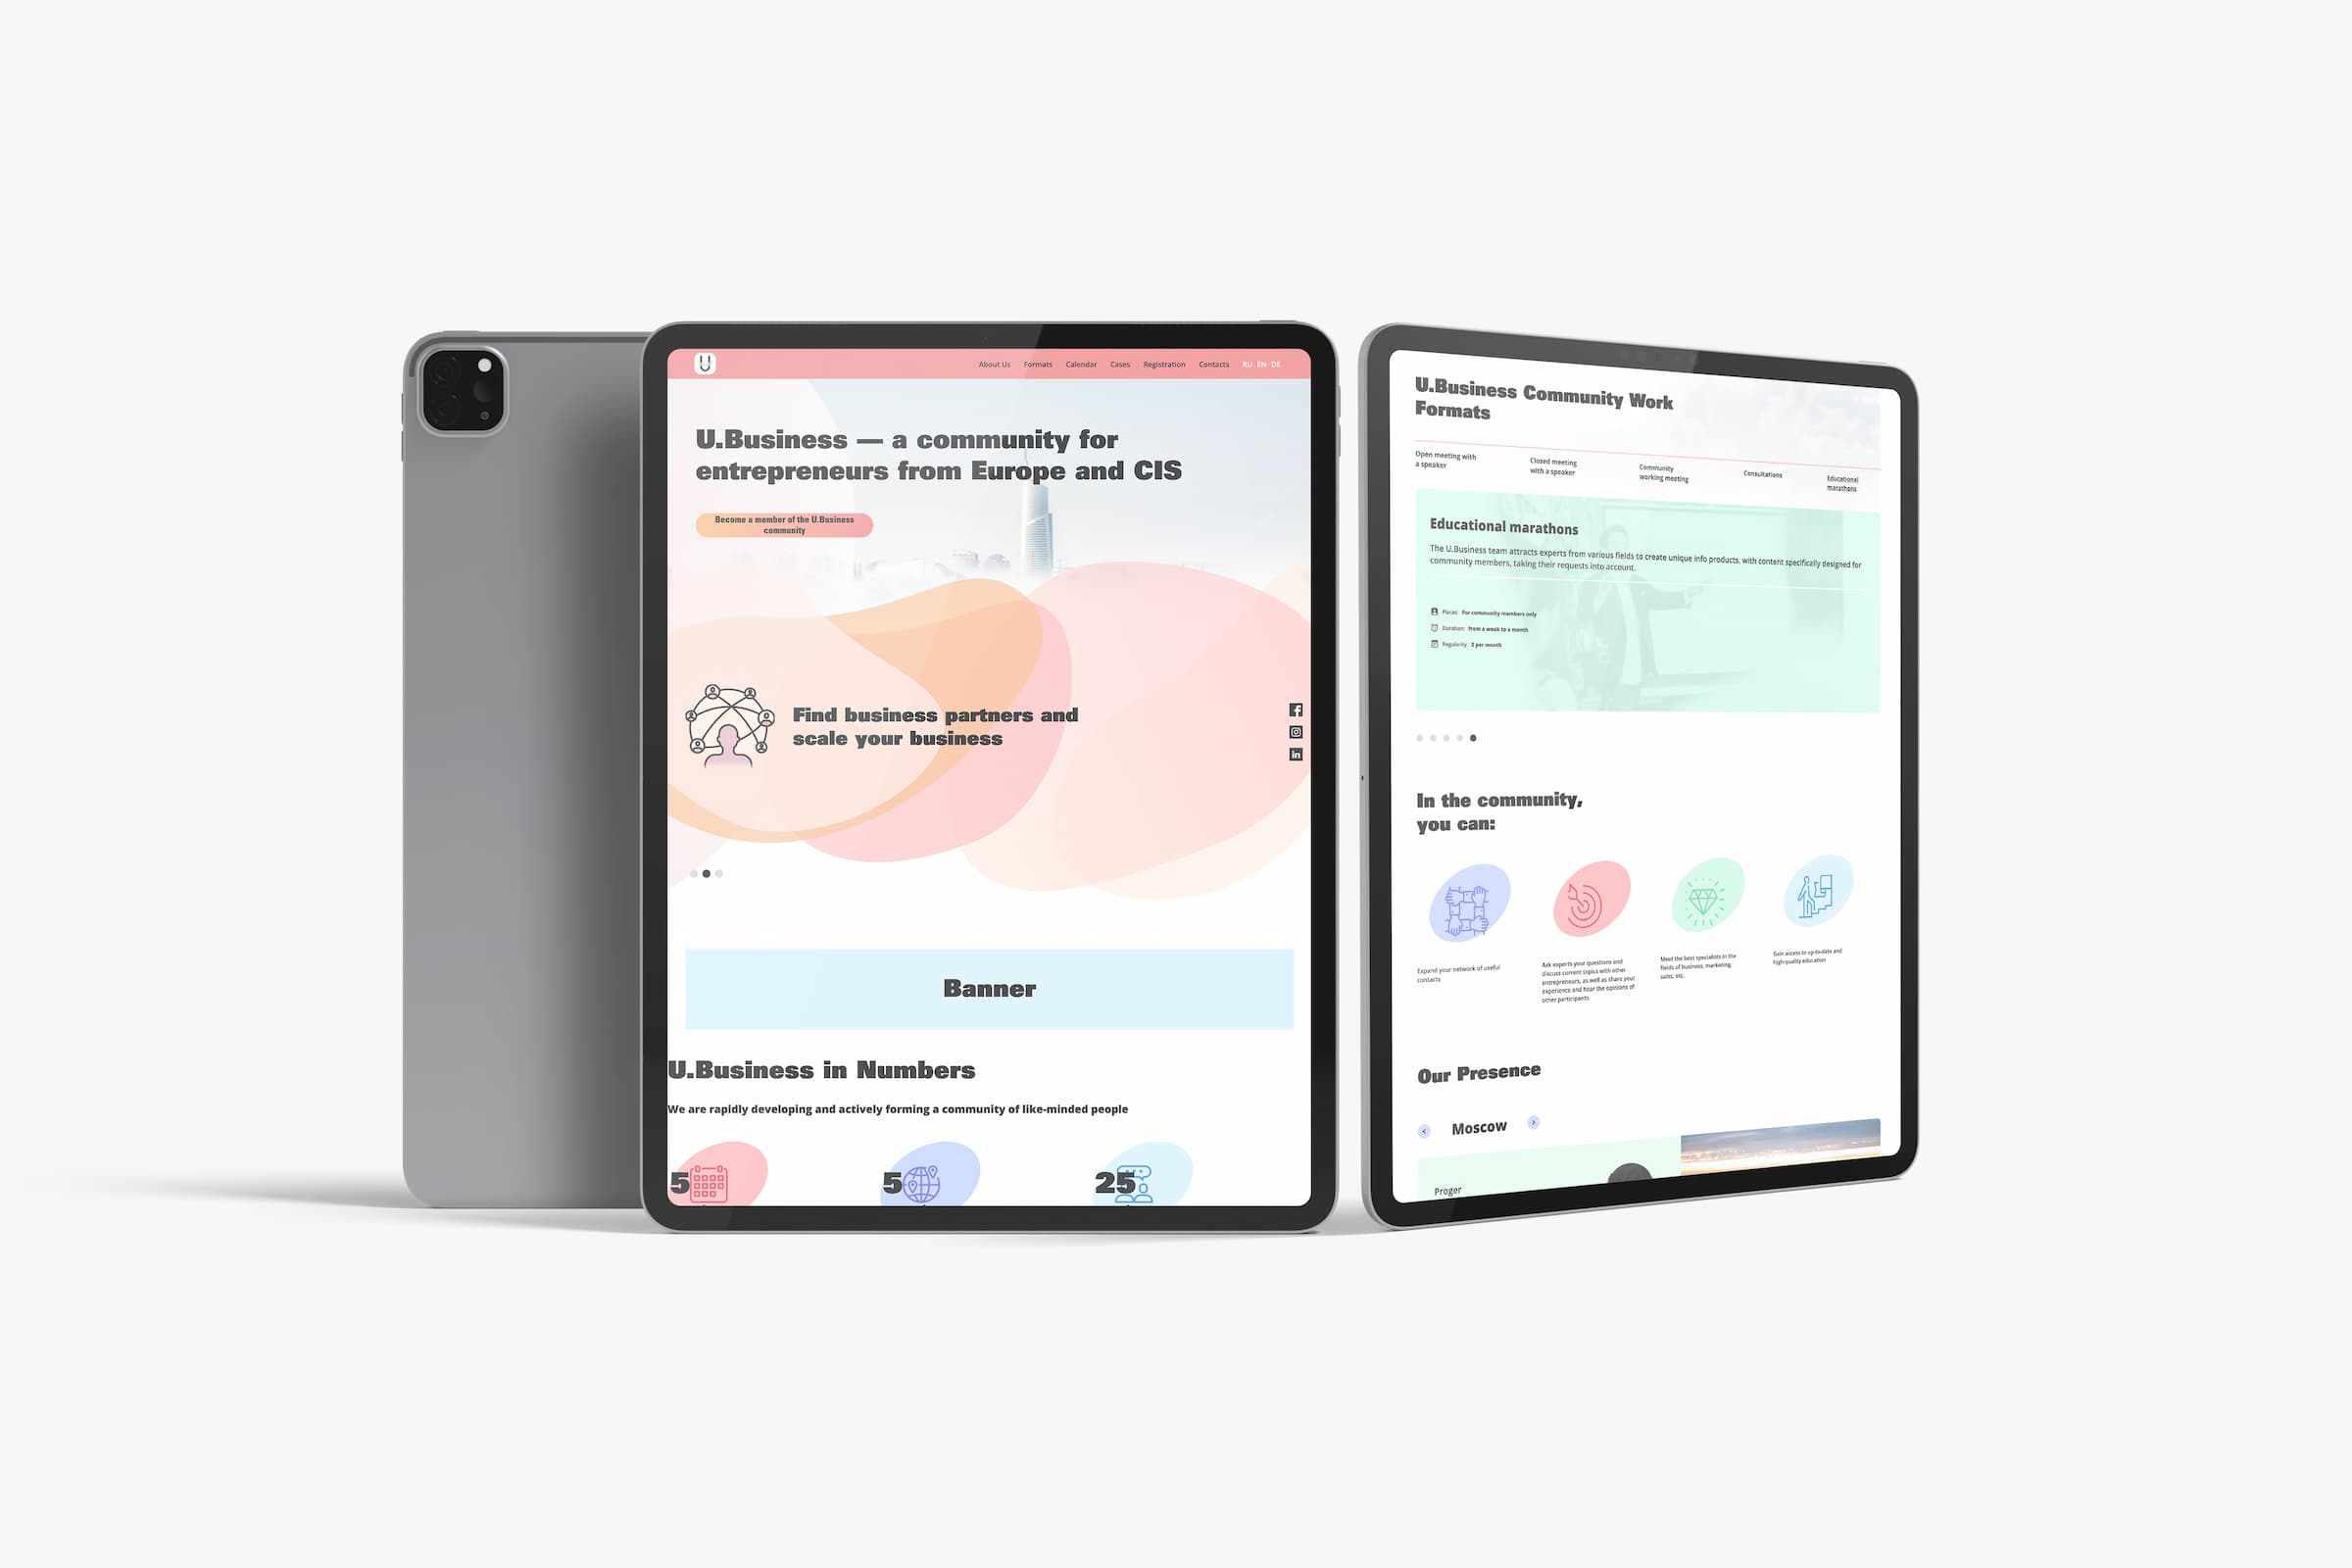 U
About Us Formats Calendar Cases Registration Contacts RU EN DE
U.Business — a community for
entrepreneurs from Europe and CIS
Become a member of the U.Business
community
Find business partners and
scale your business
Banner
U.Business in Numbers
We are rapidly developing and actively forming a community of like-minded people
5 5 25
U.Business Community Work
Formats
Open meeting with
a speaker
Closed meeting
with a speaker
Community
working meeting
Consultations
Educational
marathons
Educational marathons
The U.Business team attracts experts from various fields to create unique info products, with content specifically designed for
community members, taking their requests into account.
Places: For community members only
Duration: from a week to a month
Regularity: 3 per month
In the community,
you can:
Expand your network of useful
contacts
Ask experts your questions and
discuss current topics with other
entrepreneurs, as well as share your
experience and hear the opinions of
other participants.
Meet the best specialists in the
fields of business, marketing,
sales, etc.
Gain access to up-to-date and
high-quality education
Our Presence
Moscow
Proger